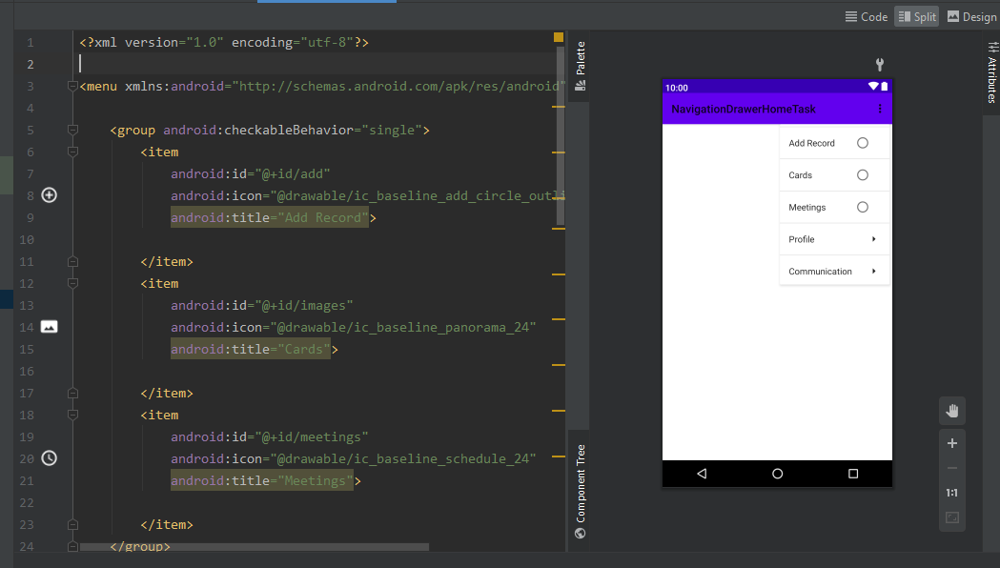 Code Split Design
1 <?xml version="1.0" encoding="utf-8"?>
2
3 <menu xmlns:android="http://schemas.android.com/apk/res/android"
4
5 <group android:checkableBehavior="single">
6 <item
7 android:id="@+id/add"
8 android:icon="@drawable/ic_baseline_add_circle_outli
9 android:title="Add Record">
10
11 </item>
12 <item
13 android:id="@+id/images"
14 android:icon="@drawable/ic_baseline_panorama_24"
15 android:title="Cards">
16
17 </item>
18 <item
19 android:id="@+id/meetings"
20 android:icon="@drawable/ic_baseline_schedule_24"
21 android:title="Meetings">
22
23 </item>
24 </group>
Palette
Component Tree
10:00
NavigationDrawerHomeTask
Add Record
Cards
Meetings
Profile
Communication
1:1
Attributes